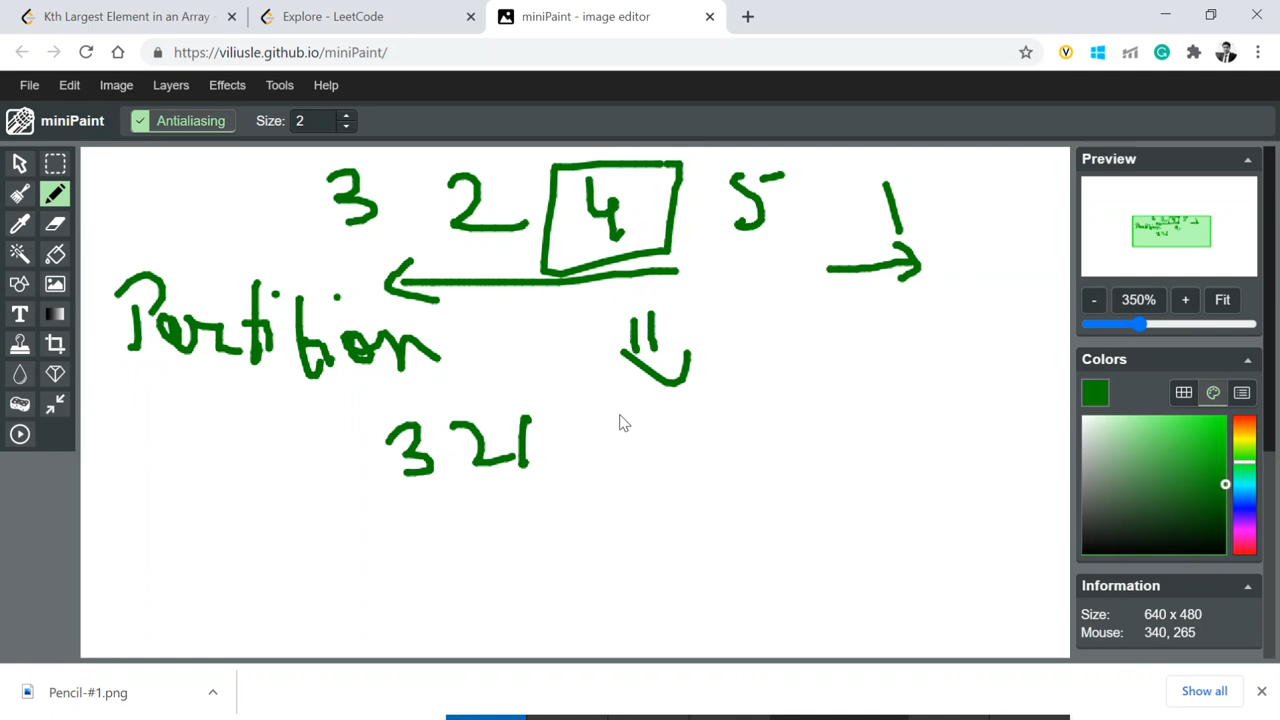 Kth Largest Element in an Array
Explore - LeetCode
miniPaint - image editor
https://viliusle.github.io/miniPaint/
File Edit Image Layers Effects Tools Help
miniPaint Antialiasing Size: 2
Preview
3 2 4 5 1
- 350% + Fit
Partition
Colors
3 2 1
Information
Size: 640 x 480
Mouse: 340, 265
Pencil-#1.png
Show all